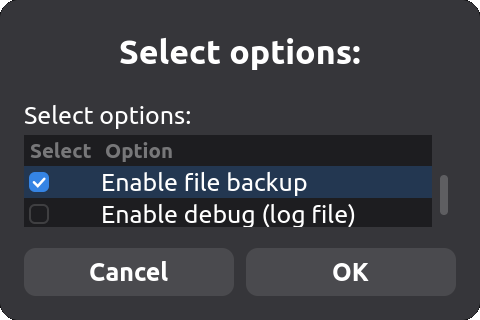 Select options:
Select options:
Select Option
Enable file backup
Enable debug (log file)
Cancel OK